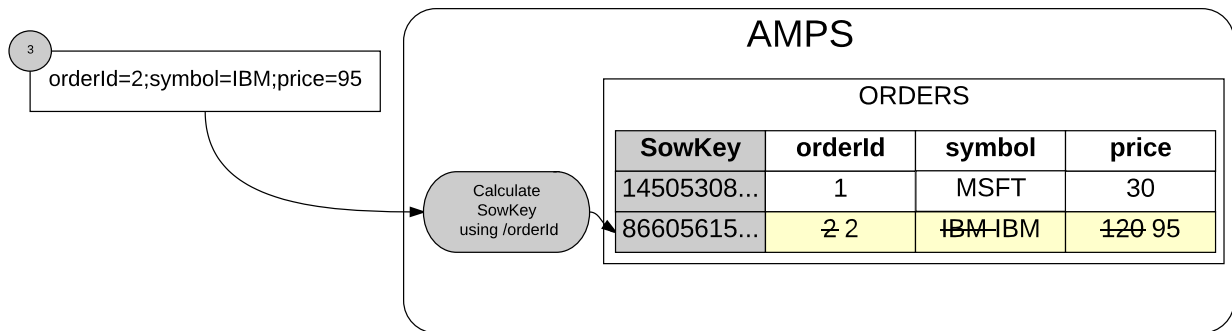 AMPS
3
orderId=2;symbol=IBM;price=95
ORDERS
SowKey orderId symbol price
14505308... 1 MSFT 30
86605615... 2 2 IBM IBM 120 95
Calculate
SowKey
using /orderId